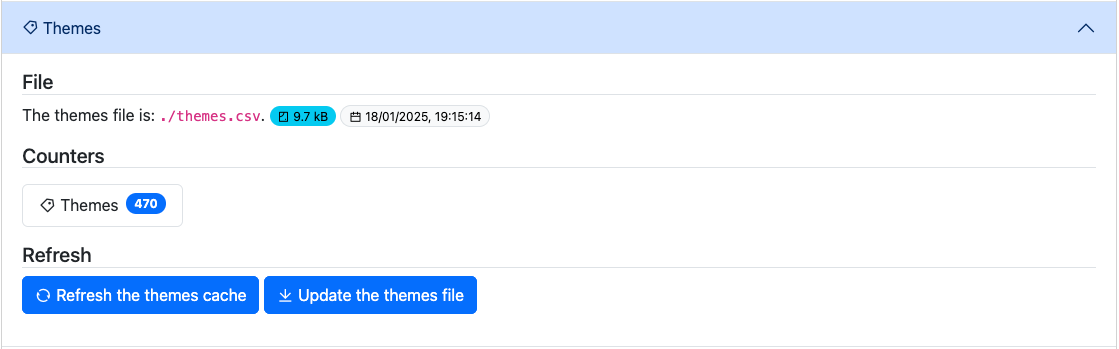 Themes
File
The themes file is: ./themes.csv. 9.7 kB 18/01/2025, 19:15:14
Counters
Themes 470
Refresh
Refresh the themes cache Update the themes file